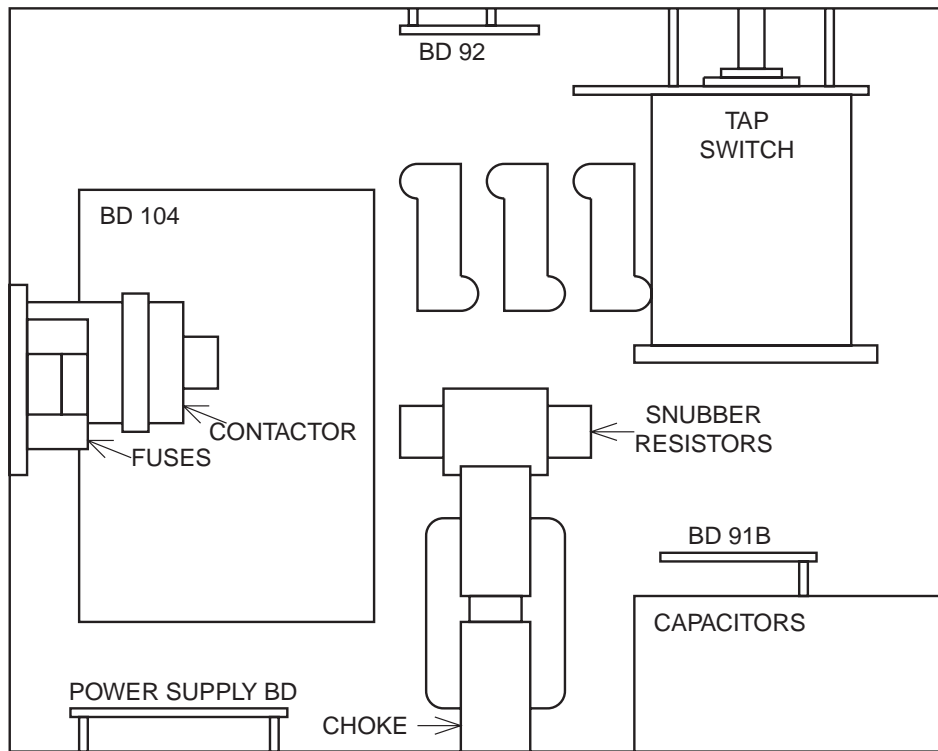 BD 92
TAP
SWITCH
BD 104
CONTACTOR
FUSES
SNUBBER
RESISTORS
BD 91B
CAPACITORS
POWER SUPPLY BD
CHOKE